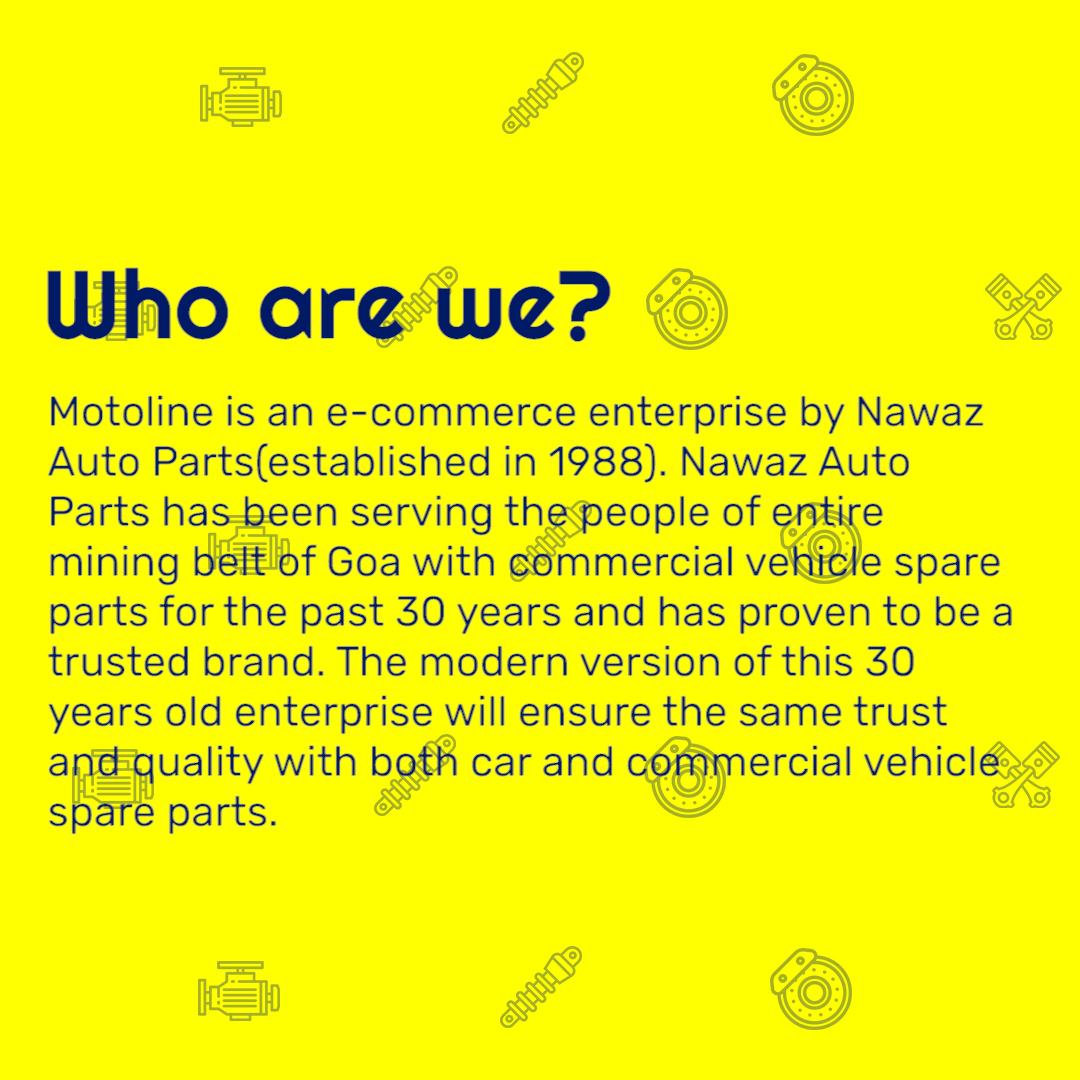 Who are we?
Motoline is an e-commerce enterprise by Nawaz
Auto Parts(established in 1988). Nawaz Auto
Parts has been serving the people of entire
mining belt of Goa with commercial vehicle spare
parts for the past 30 years and has proven to be a
trusted brand. The modern version of this 30
years old enterprise will ensure the same trust
and quality with both car and commercial vehicle
spare parts.